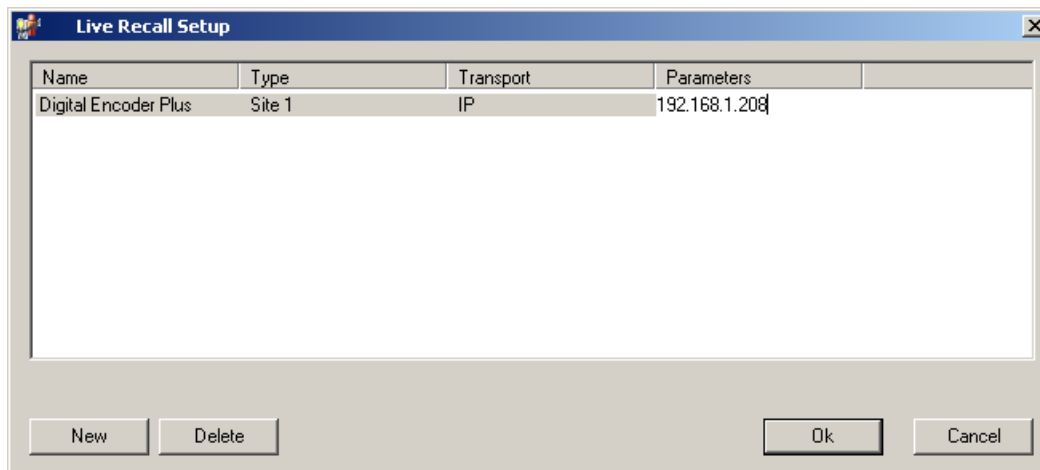 Live Recall Setup
Name Type Transport Parameters
Digital Encoder Plus Site 1 IP 192.168.1.208
New Delete Ok Cancel